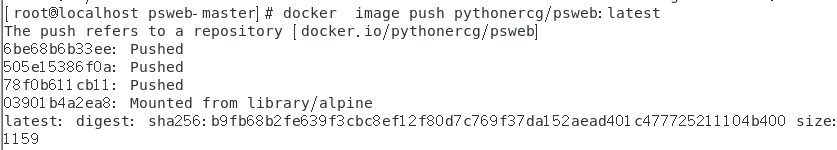 [root@localhost psweb-master]# docker  image push pythonercg/psweb:latest
The push refers to a repository [docker.io/pythonercg/psweb]
6be68b6b33ee: Pushed
505e15386f0a: Pushed
78f0b611cb11: Pushed
03901b4a2ea8: Mounted from library/alpine
latest: digest: sha256:b9fb68b2fe639f3cbc8ef12f80d7c769f37da152aead401c477725211104b400 size:
1159